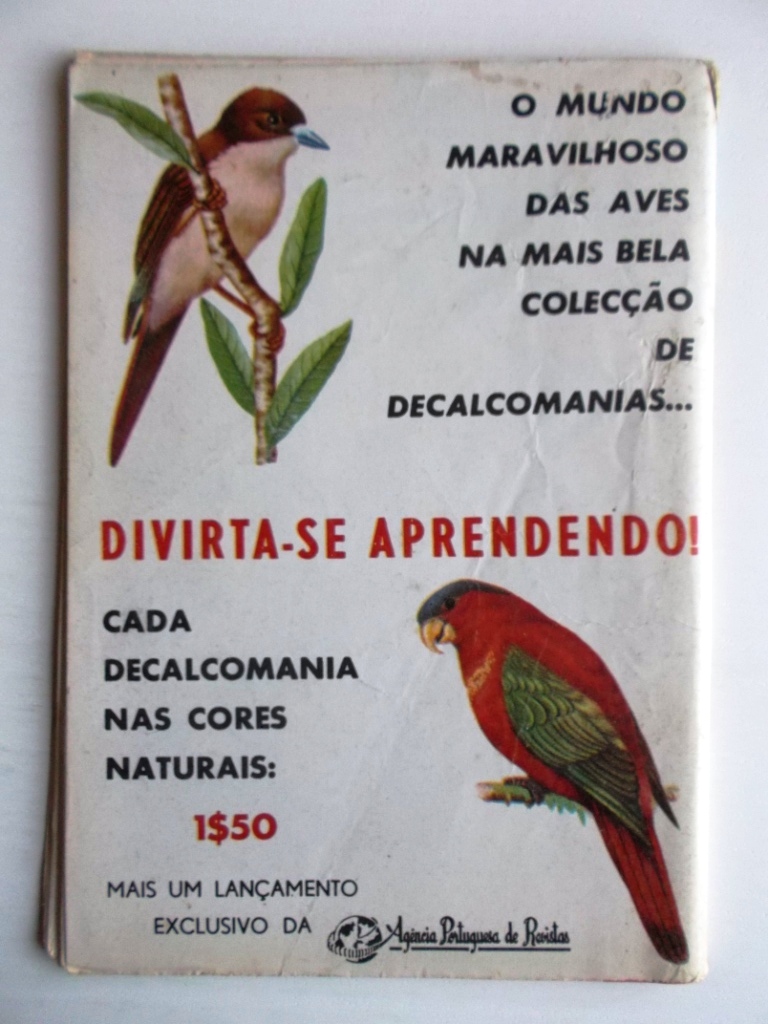 O MUNDO
MARAVILHOSO
DAS AVES
NA MAIS BELA
COLECÇÃO
DE
DECALCOMANIAS...
DIVIRTA-SE APRENDENDO!
CADA
DECALCOMANIA
NAS CORES
NATURAIS:
1$50
MAIS UM LANÇAMENTO
EXCLUSIVO DA Agência Portuguesa de Revistas